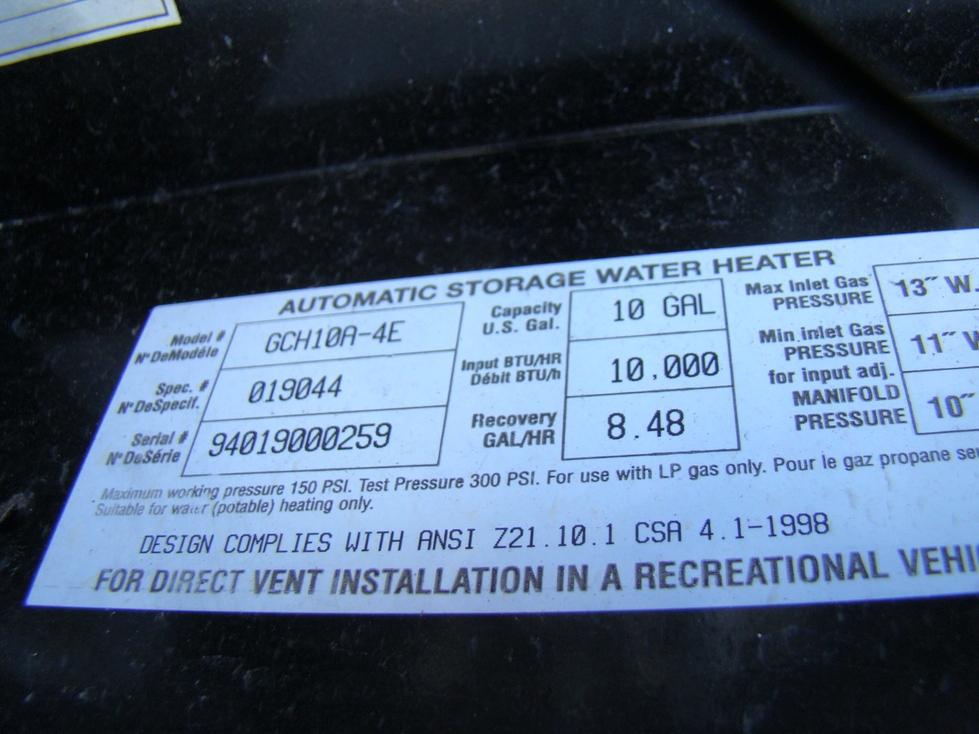 AUTOMATIC STORAGE WATER HEATER
Model #
N° DeModéle
GCH10A-4E
Spec. #
N° DeSpecif.
019044
Serial #
N° DeSérie
94019000259
Capacity
U.S. Gal.
10 GAL
Input BTU/HR
Débit BTU/h
10,000
Recovery
GAL/HR
8.48
Max Inlet Gas
PRESSURE
13" W.
Min inlet Gas
PRESSURE
for input adj.
11" W
MANIFOLD
PRESSURE
10"
Maximum working pressure 150 PSI. Test Pressure 300 PSI. For use with LP gas only. Pour le gaz propane
Suitable for water (potable) heating only.
DESIGN COMPLIES WITH ANSI Z21.10.1 CSA 4.1-1998
FOR DIRECT VENT INSTALLATION IN A RECREATIONAL